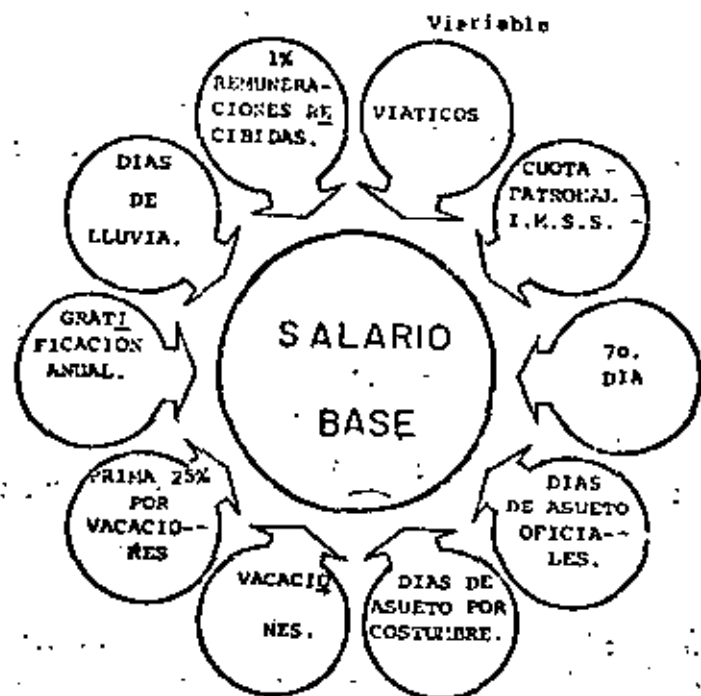 Viariable
1%
REMUNERA-
CIONES RE
CIBIDAS.
VIATICOS
CUOTA -
PATRONAL -
I.M.S.S. -
7o.
DIA
DIAS
DE ASUETO
OFICIA--
LES.
DIAS DE
ASUETO POR
COSTUMBRE.
VACACIO
NES.
PRIMA 25%
POR
VACACIO--
NES
GRATI
FICACION
ANUAL.
DIAS
DE
LLUVIA.
SALARIO
BASE